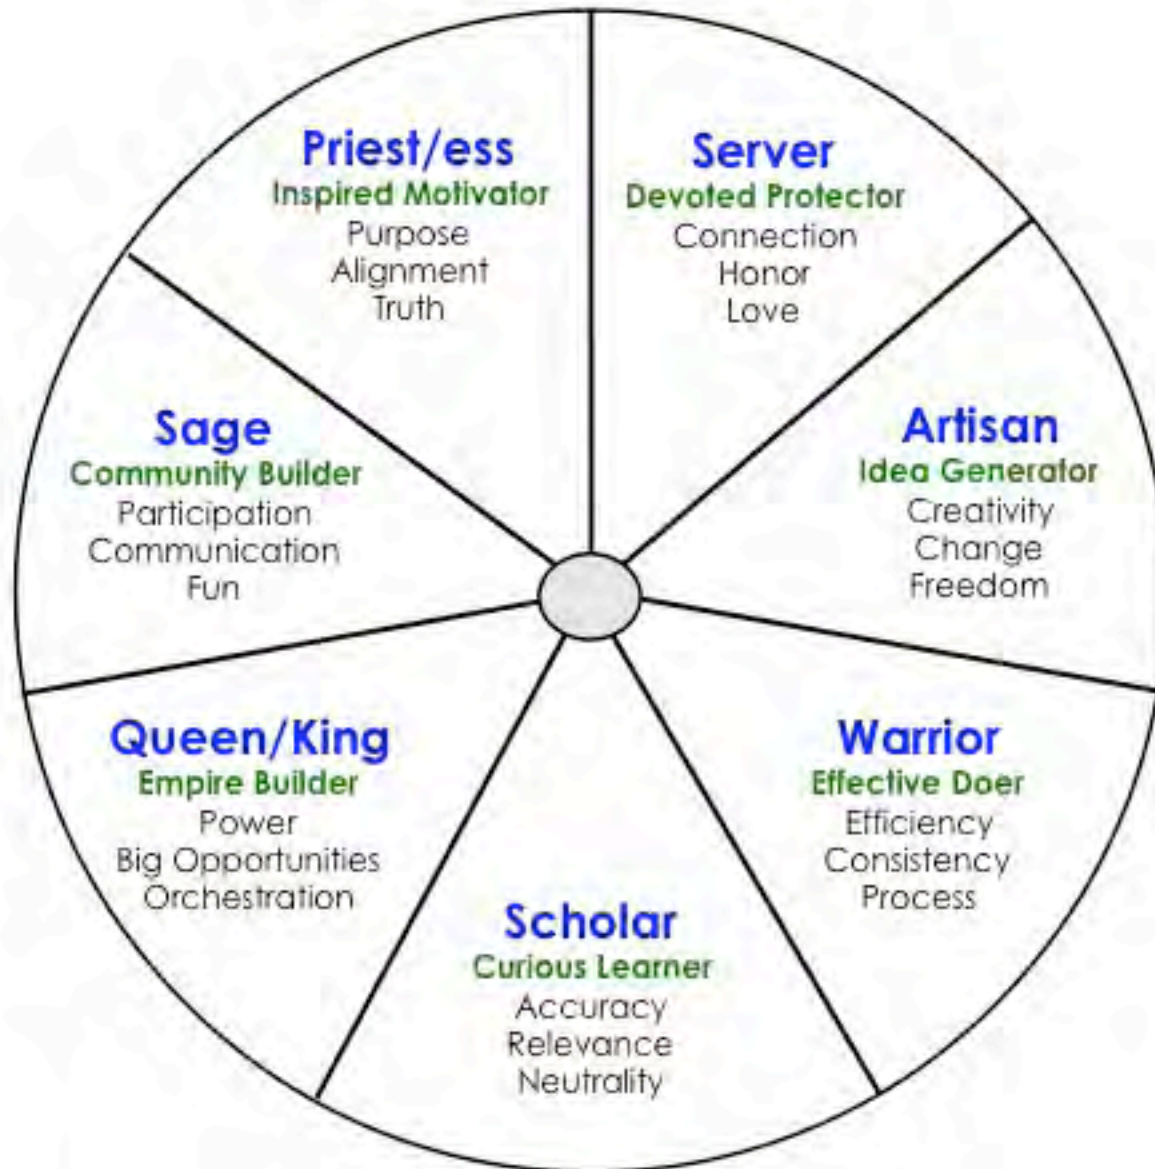 Priest/ess
Inspired Motivator
Purpose
Alignment
Truth
Server
Devoted Protector
Connection
Honor
Love
Artisan
Idea Generator
Creativity
Change
Freedom
Warrior
Effective Doer
Efficiency
Consistency
Process
Scholar
Curious Learner
Accuracy
Relevance
Neutrality
Queen/King
Empire Builder
Power
Big Opportunities
Orchestration
Sage
Community Builder
Participation
Communication
Fun